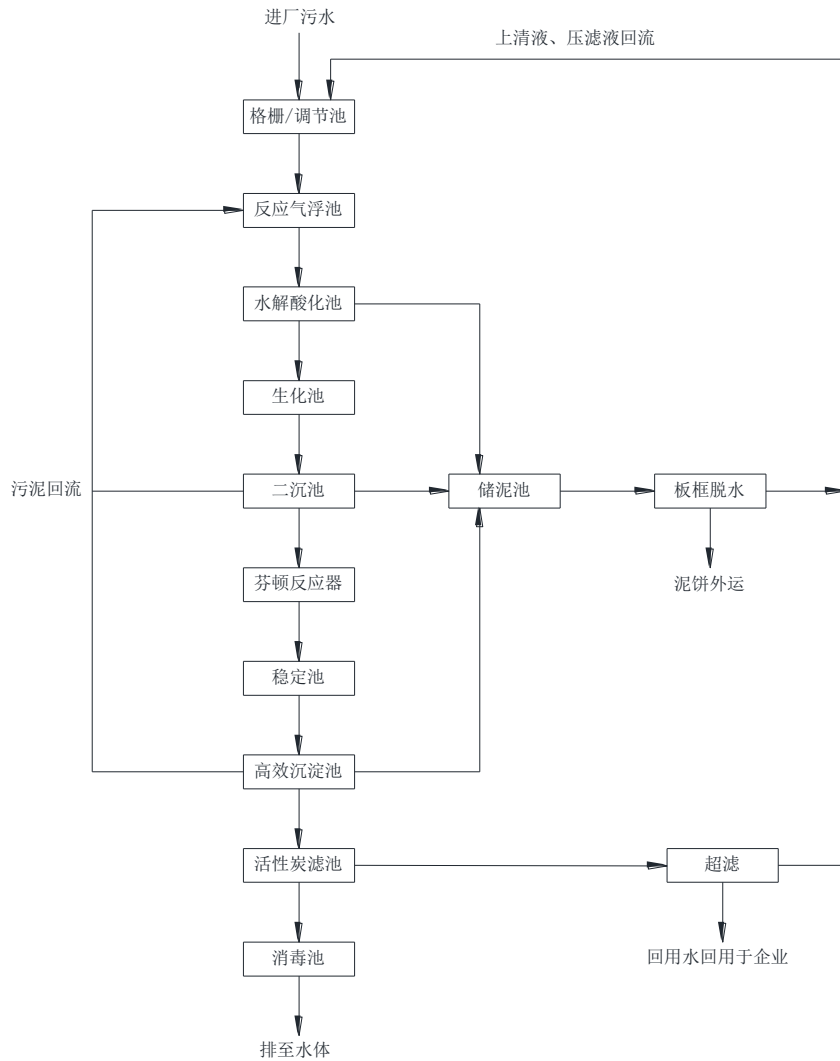 进厂污水
上清液、压滤液回流
格栅/调节池
反应气浮池
水解酸化池
生化池
污泥回流
二沉池
储泥池
板框脱水
芬顿反应器
泥饼外运
稳定池
高效沉淀池
活性炭滤池
超滤
消毒池
回用水回用于企业
排至水体